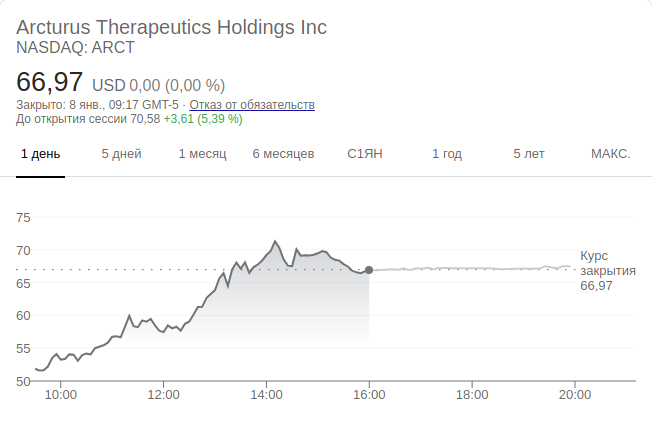 Arcturus Therapeutics Holdings Inc
NASDAQ: ARCT
66,97 USD 0,00 (0,00 %)
Закрыто: 8 янв., 09:17 GMT-5 · Отказ от обязательств
До открытия сессии 70,58 +3,61 (5,39 %)
1 день 5 дней 1 месяц 6 месяцев С1ЯН 1 год 5 лет МАКС.
75
70
65
60
55
50
Курс
закрытия
66,97
10:00 12:00 14:00 16:00 18:00 20:00